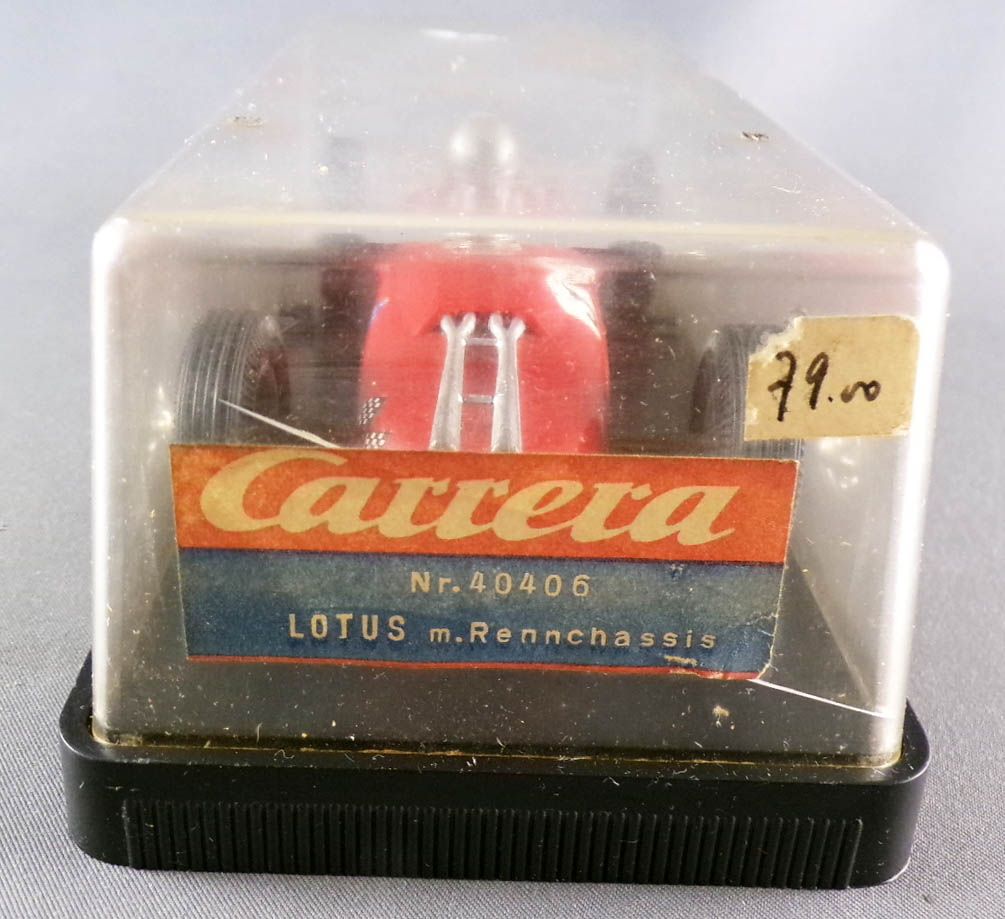 79.00
Carrera
Nr. 40406
LOTUS m. Rennchassis